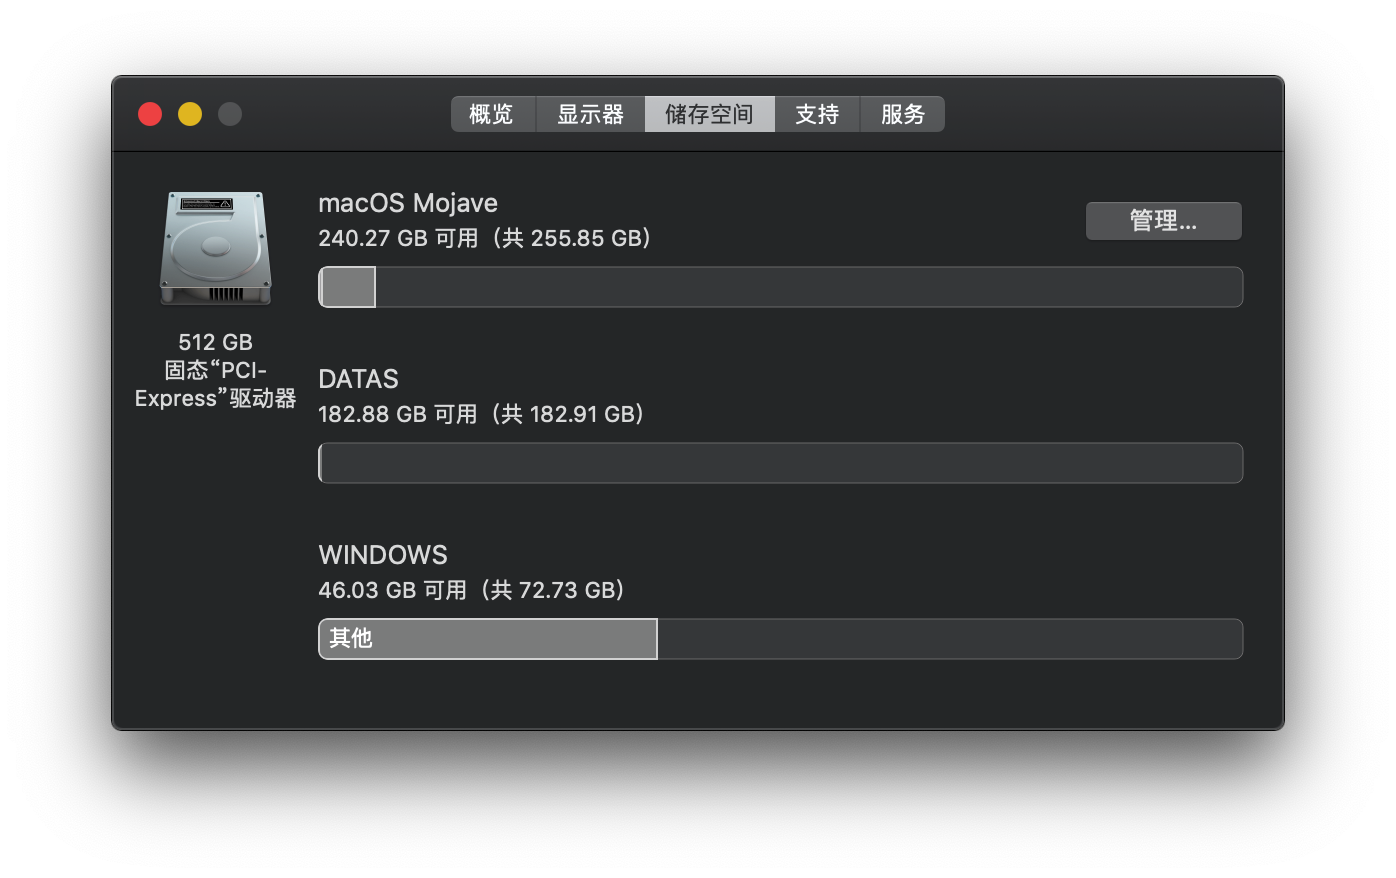 概览 显示器 储存空间 支持 服务
macOS Mojave
240.27 GB 可用（共 255.85 GB）
管理...
512 GB
固态“PCI-
Express”驱动器
DATAS
182.88 GB 可用（共 182.91 GB）
WINDOWS
46.03 GB 可用（共 72.73 GB）
其他